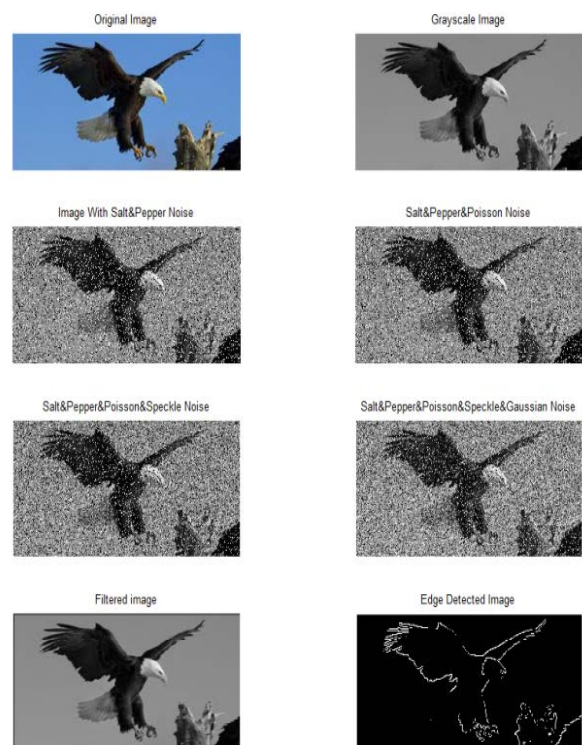 Original Image
Grayscale Image
Image With Salt&Pepper Noise
Salt&Pepper&Poisson Noise
Salt&Pepper&Poisson&Speckle Noise
Salt&Pepper&Poisson&Speckle&Gaussian Noise
Filtered image
Edge Detected Image